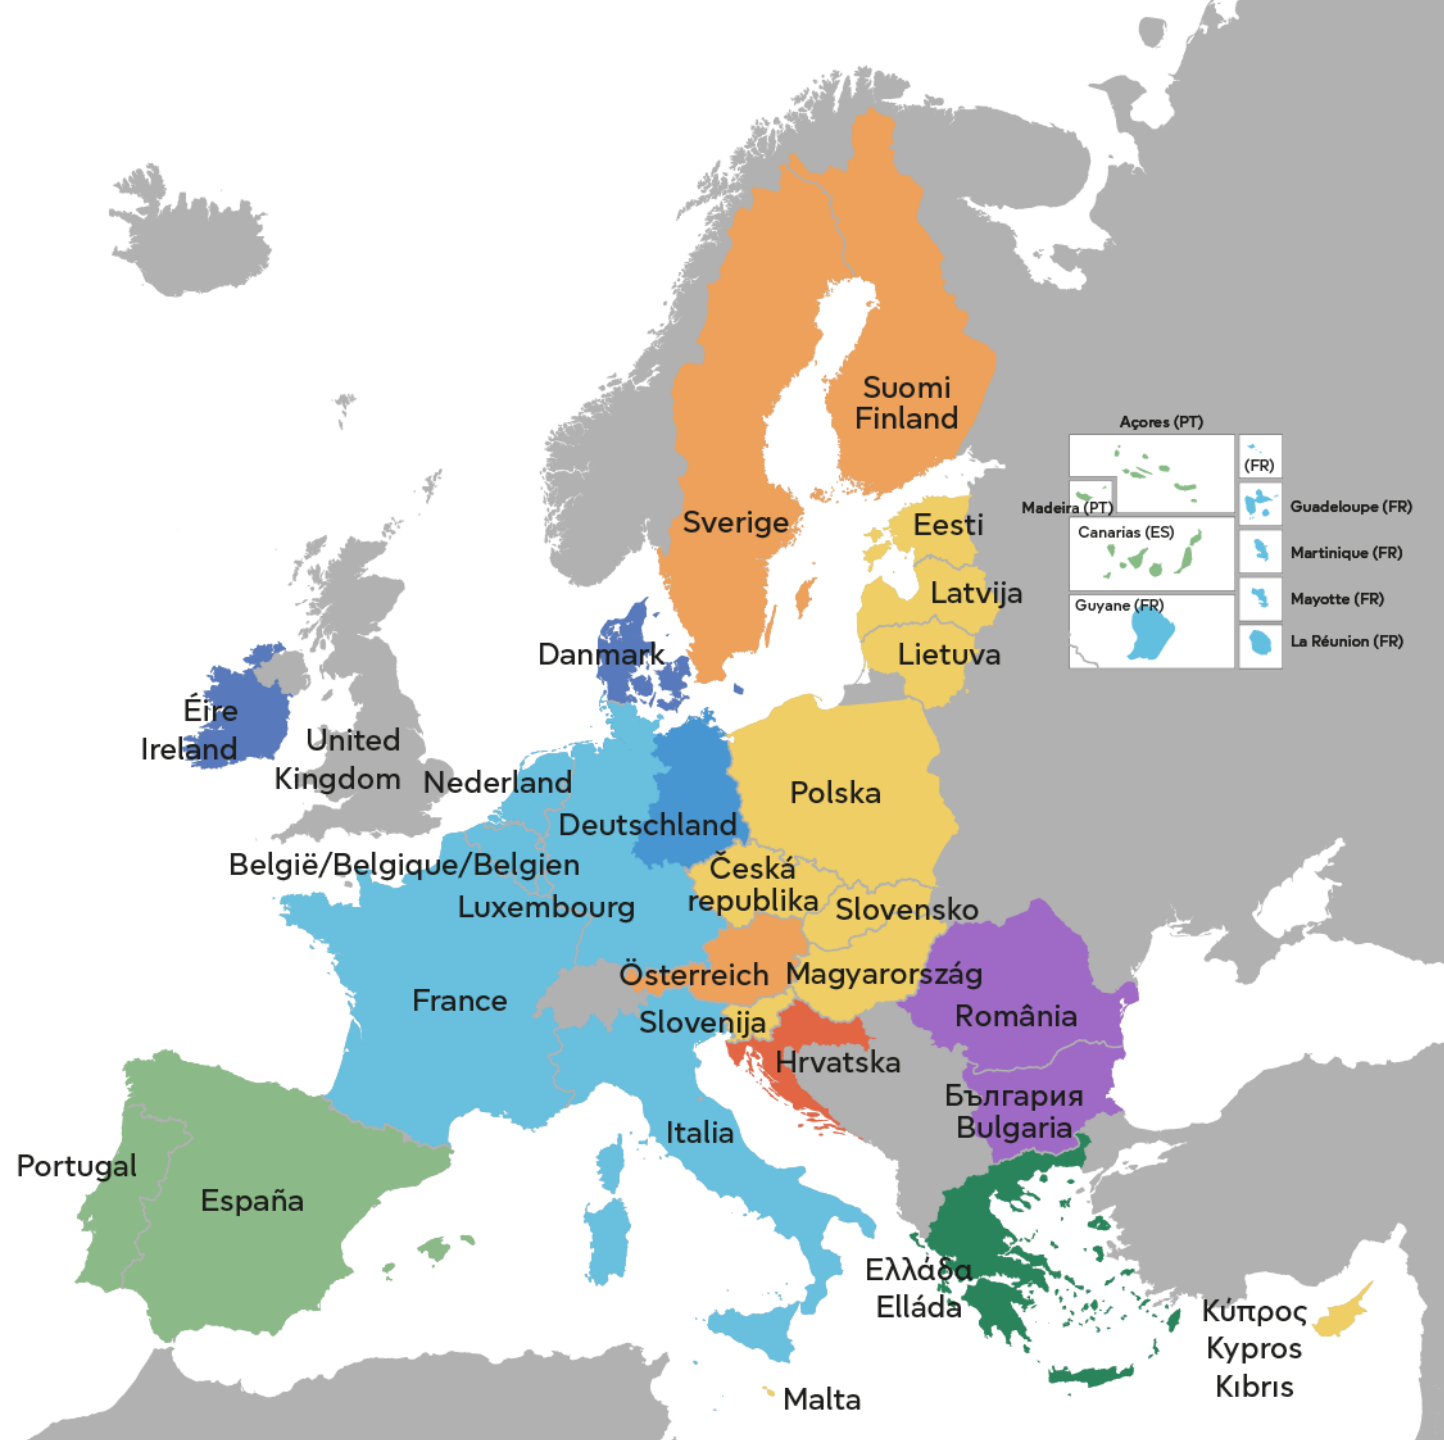 Suomi
Finland
Sverige
Eesti
Latvija
Lietuva
Danmark
Éire
Ireland
United
Kingdom
Nederland
Polska
Deutschland
België/Belgique/Belgien
Česká
republika
Luxembourg
Slovensko
Österreich
Magyarország
France
România
Slovenija
Hrvatska
България
Bulgaria
Italia
Portugal
España
Ελλάδα
Elláda
Κύπρος
Kypros
Kıbrıs
Malta
Açores (PT)
(FR)
Madeira (PT)
Guadeloupe (FR)
Canarias (ES)
Martinique (FR)
Guyane (FR)
Mayotte (FR)
La Réunion (FR)